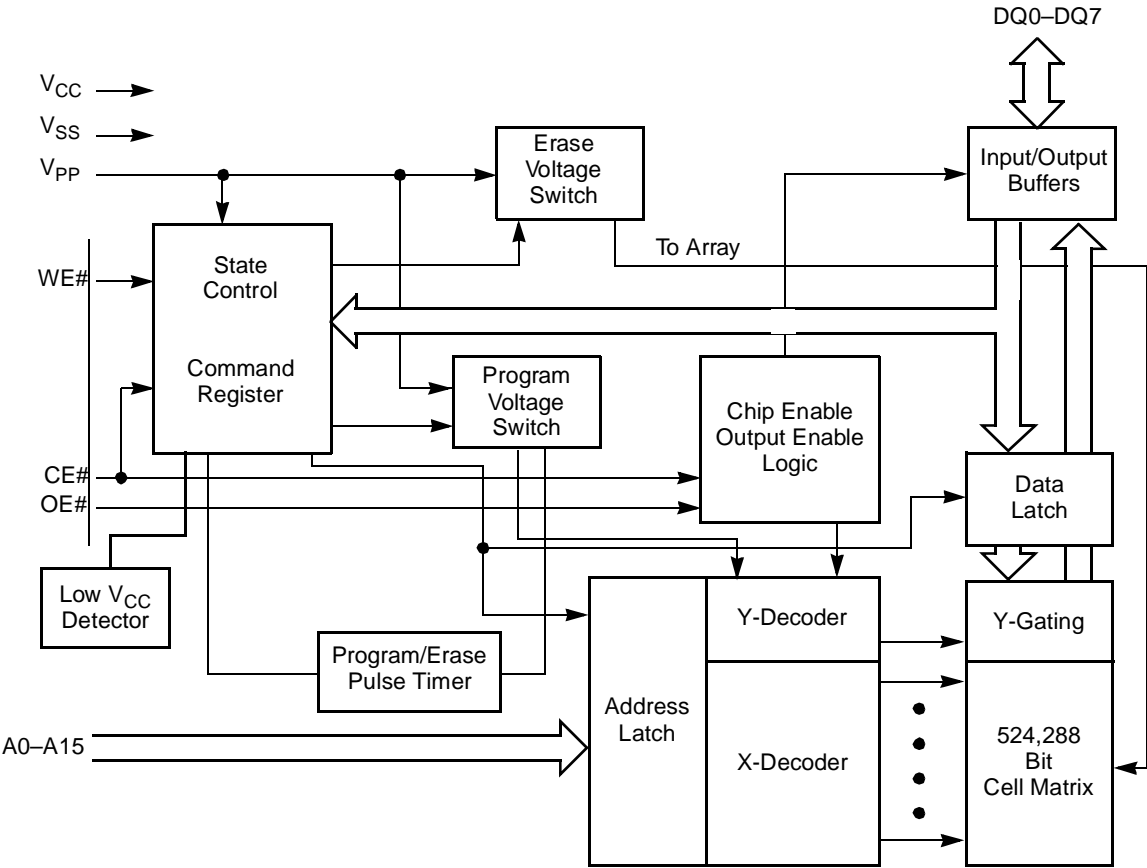 DQ0–DQ7
VCC
VSS
VPP
Erase
Voltage
Switch
Input/Output
Buffers
To Array
WE#
State
Control
Command
Register
Program
Voltage
Switch
Chip Enable
Output Enable
Logic
CE#
OE#
Data
Latch
Low VCC
Detector
Y-Decoder
Y-Gating
Program/Erase
Pulse Timer
Address
Latch
A0–A15
X-Decoder
524,288
Bit
Cell Matrix